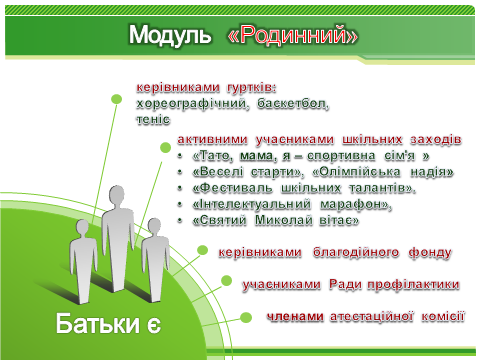 Модуль «Родинний»
керівниками гуртків:
хореографічний, баскетбол,
теніс
активними учасниками шкільних заходів
• «Тато, мама, я – спортивна сім'я »
• «Веселі старти», «Олімпійська надія»
• «Фестиваль шкільних талантів».
• «Інтелектуальний марафон»,
• «Святий Миколай вітає»
керівниками благодійного фонду
учасниками Ради профілактики
членами атестаційної комісії
Батьки є